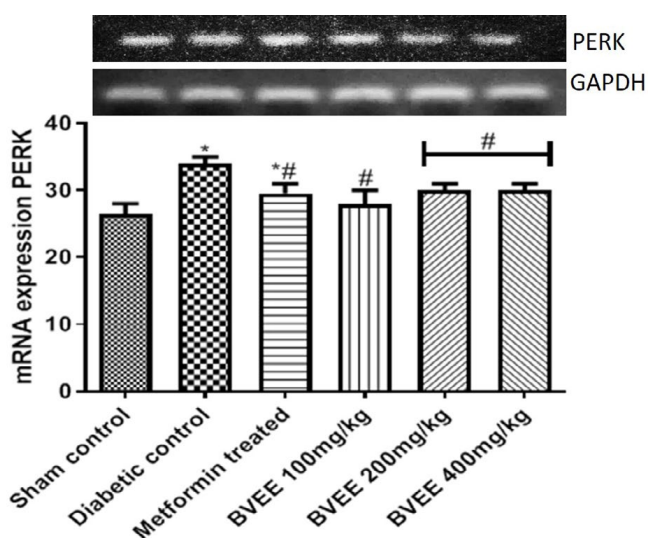 PERK
GAPDH
mRNA expression PERK
40
30
20
10
0
*
*#
#
#
Sham control
Diabetic control
Metformin treated
BVEE 100mg/kg
BVEE 200mg/kg
BVEE 400mg/kg